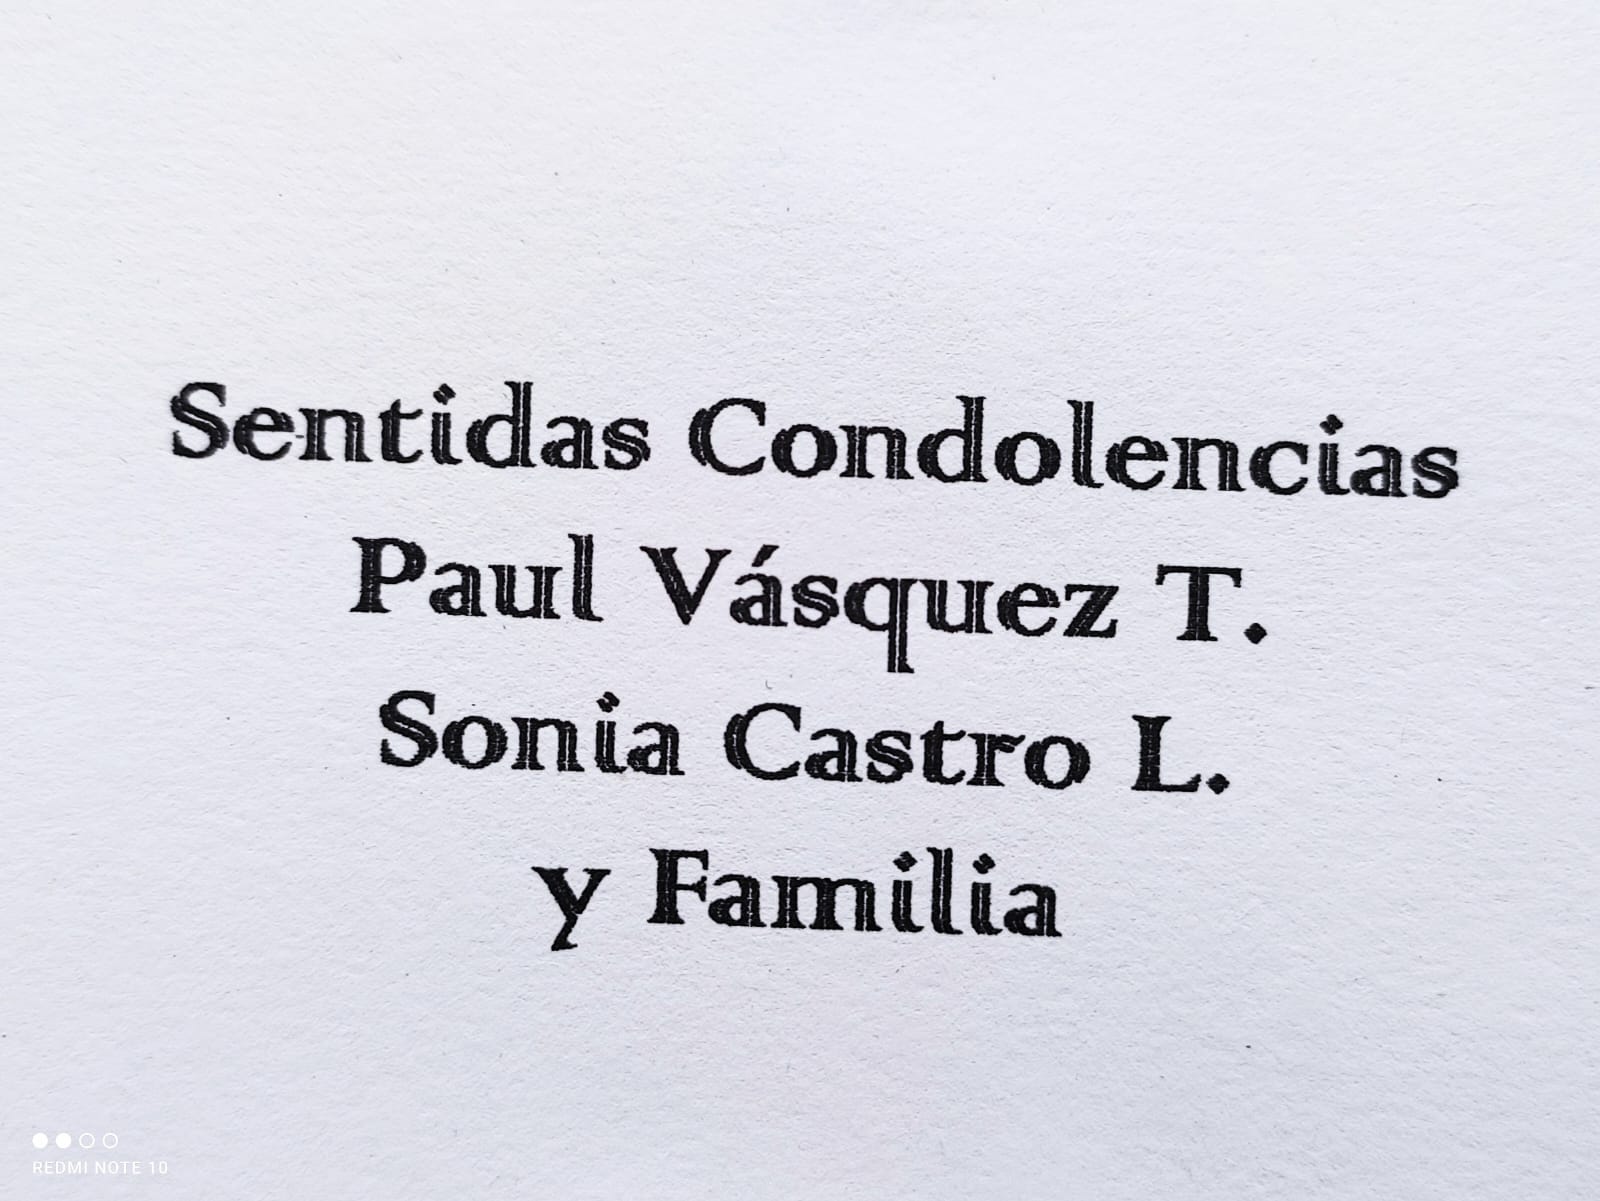 Sentidas Condolencias
Paul Vásquez T.
Sonia Castro L.
y Familia
REDMI NOTE 10